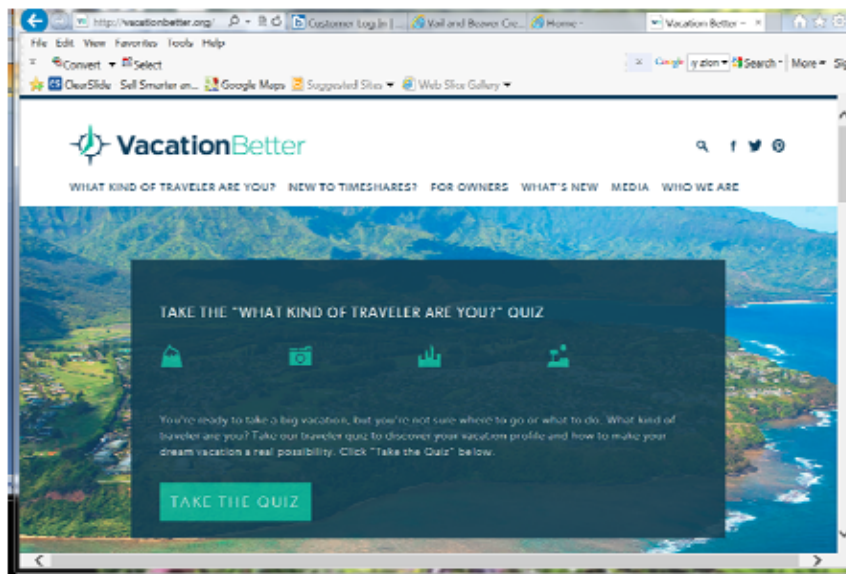 http://vacationbetter.org/ Customer Log In | ... Vail and Beaver Cre... Home - Vacation Better - ×
File Edit View Favorites Tools Help
× Convert Select
× Google y zion Search More Sig
ClearSlide Sell Smarter an... Google Maps Suggested Sites Web Slice Gallery
VacationBetter
WHAT KIND OF TRAVELER ARE YOU? NEW TO TIMESHARES? FOR OWNERS WHAT'S NEW MEDIA WHO WE ARE
TAKE THE "WHAT KIND OF TRAVELER ARE YOU?" QUIZ
You're ready to take a big vacation, but you're not sure where to go or what to do. What kind of
traveler are you? Take our traveler quiz to discover your vacation profile and how to make your
dream vacation a real possibility. Click "Take the Quiz" below.
TAKE THE QUIZ